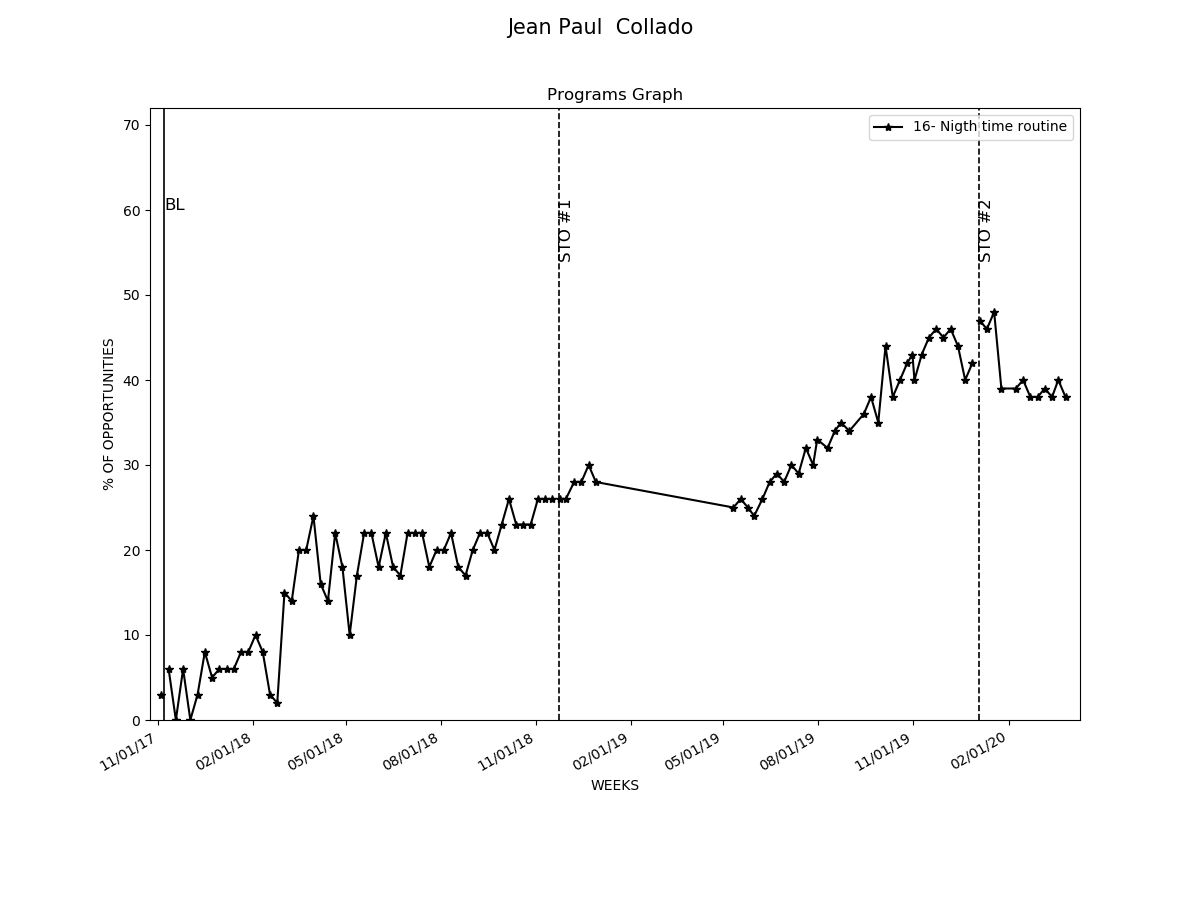 Jean Paul  Collado
Programs Graph
16- Nigth time routine
70
60
50
40
30
20
10
0
% OF OPPORTUNITIES
BL
STO #1
STO #2
11/01/17
02/01/18
05/01/18
08/01/18
11/01/18
02/01/19
05/01/19
08/01/19
11/01/19
02/01/20
WEEKS